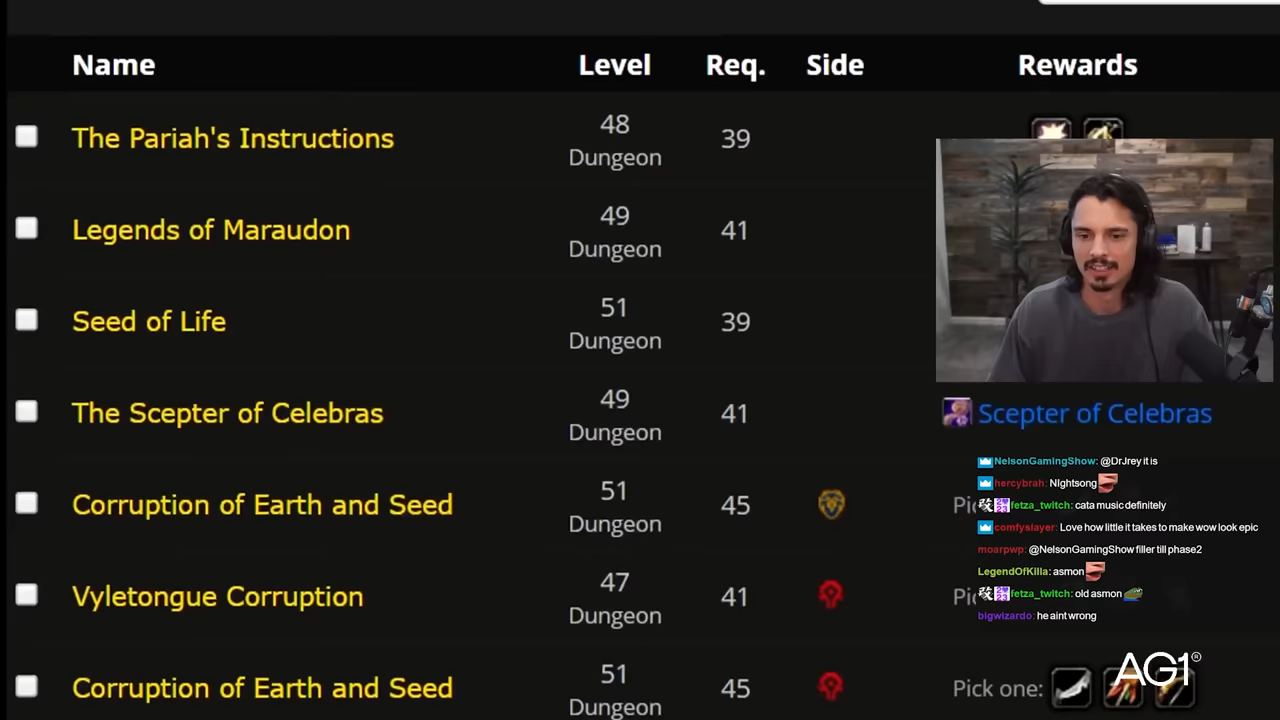 Name Level Req. Side Rewards
The Pariah's Instructions 48 Dungeon 39
Legends of Maraudon 49 Dungeon 41
Seed of Life 51 Dungeon 39
The Scepter of Celebras 49 Dungeon 41 Scepter of Celebras
Corruption of Earth and Seed 51 Dungeon 45
Vyletongue Corruption 47 Dungeon 41
Corruption of Earth and Seed 51 Dungeon 45 Pick one:
NelsonGamingShow: @DrJrey it is
hercybrah: NIghtsong
fetza_twitch: cata music definitely
comfyslayer: Love how little it takes to make wow look epic
moarpwp: @NelsonGamingShow filler till phase2
LegendOfKilla: asmon
fetza_twitch: old asmon
bigwizardo: he aint wrong
AG1®